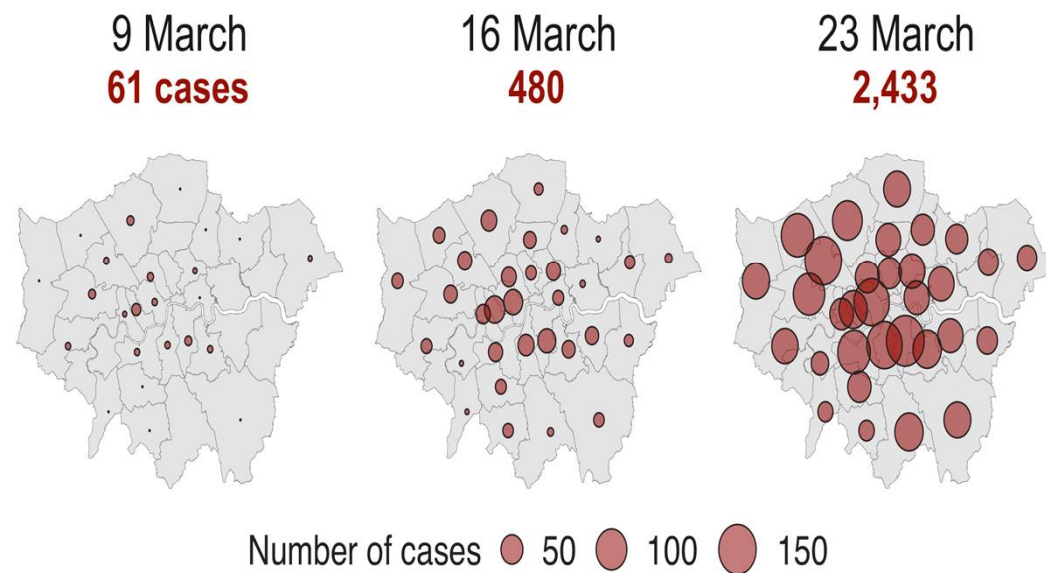 9 March 16 March 23 March
61 cases 480 2,433
Number of cases 50 100 150